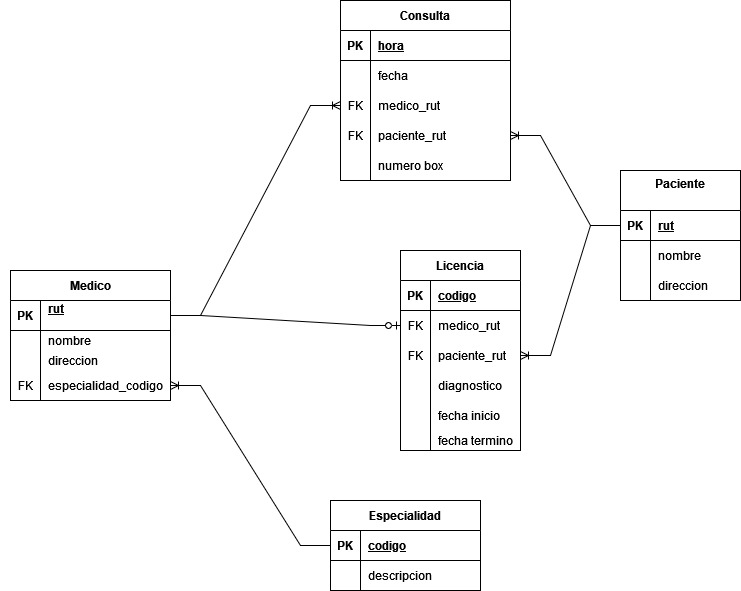 Consulta
PK hora
fecha
FK medico_rut
FK paciente_rut
numero box
Paciente
PK rut
nombre
direccion
Licencia
PK codigo
FK medico_rut
FK paciente_rut
diagnostico
fecha inicio
fecha termino
Medico
PK rut
nombre
direccion
FK especialidad_codigo
Especialidad
PK codigo
descripcion